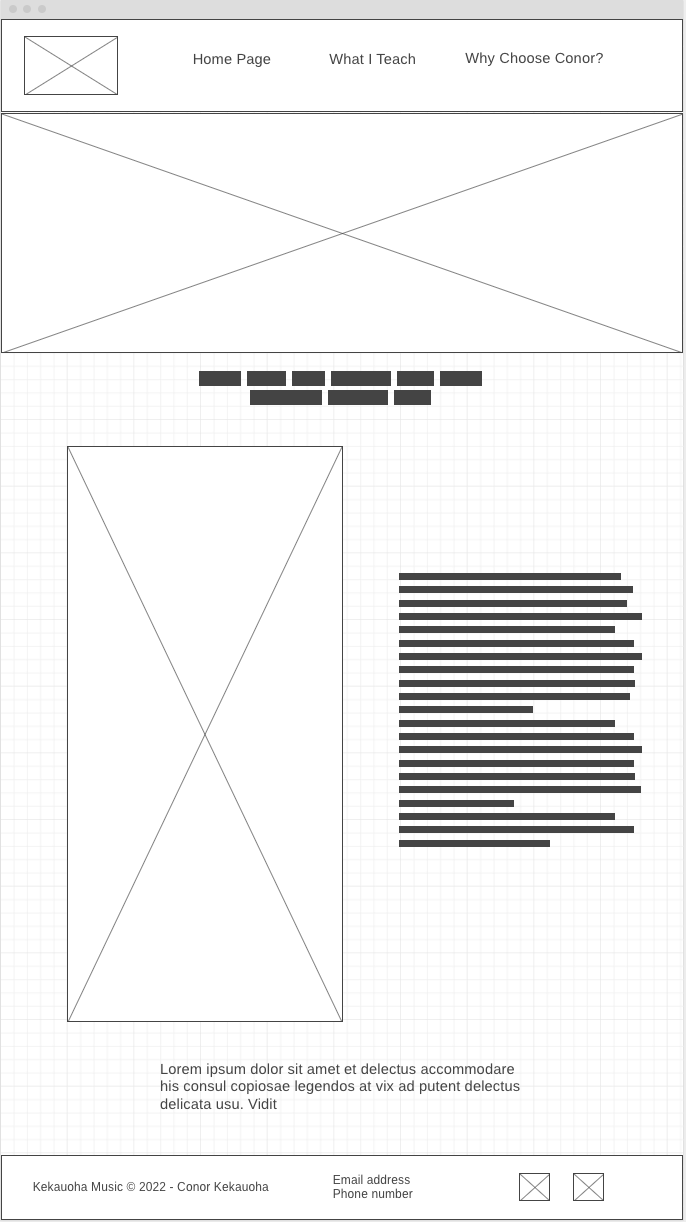 Home Page
What I Teach
Why Choose Conor?
Lorem ipsum dolor sit amet et delectus accommodare
his consul copiosae legendos at vix ad putent delectus
delicata usu. Vidit
Kekauoha Music © 2022 - Conor Kekauoha
Email address
Phone number